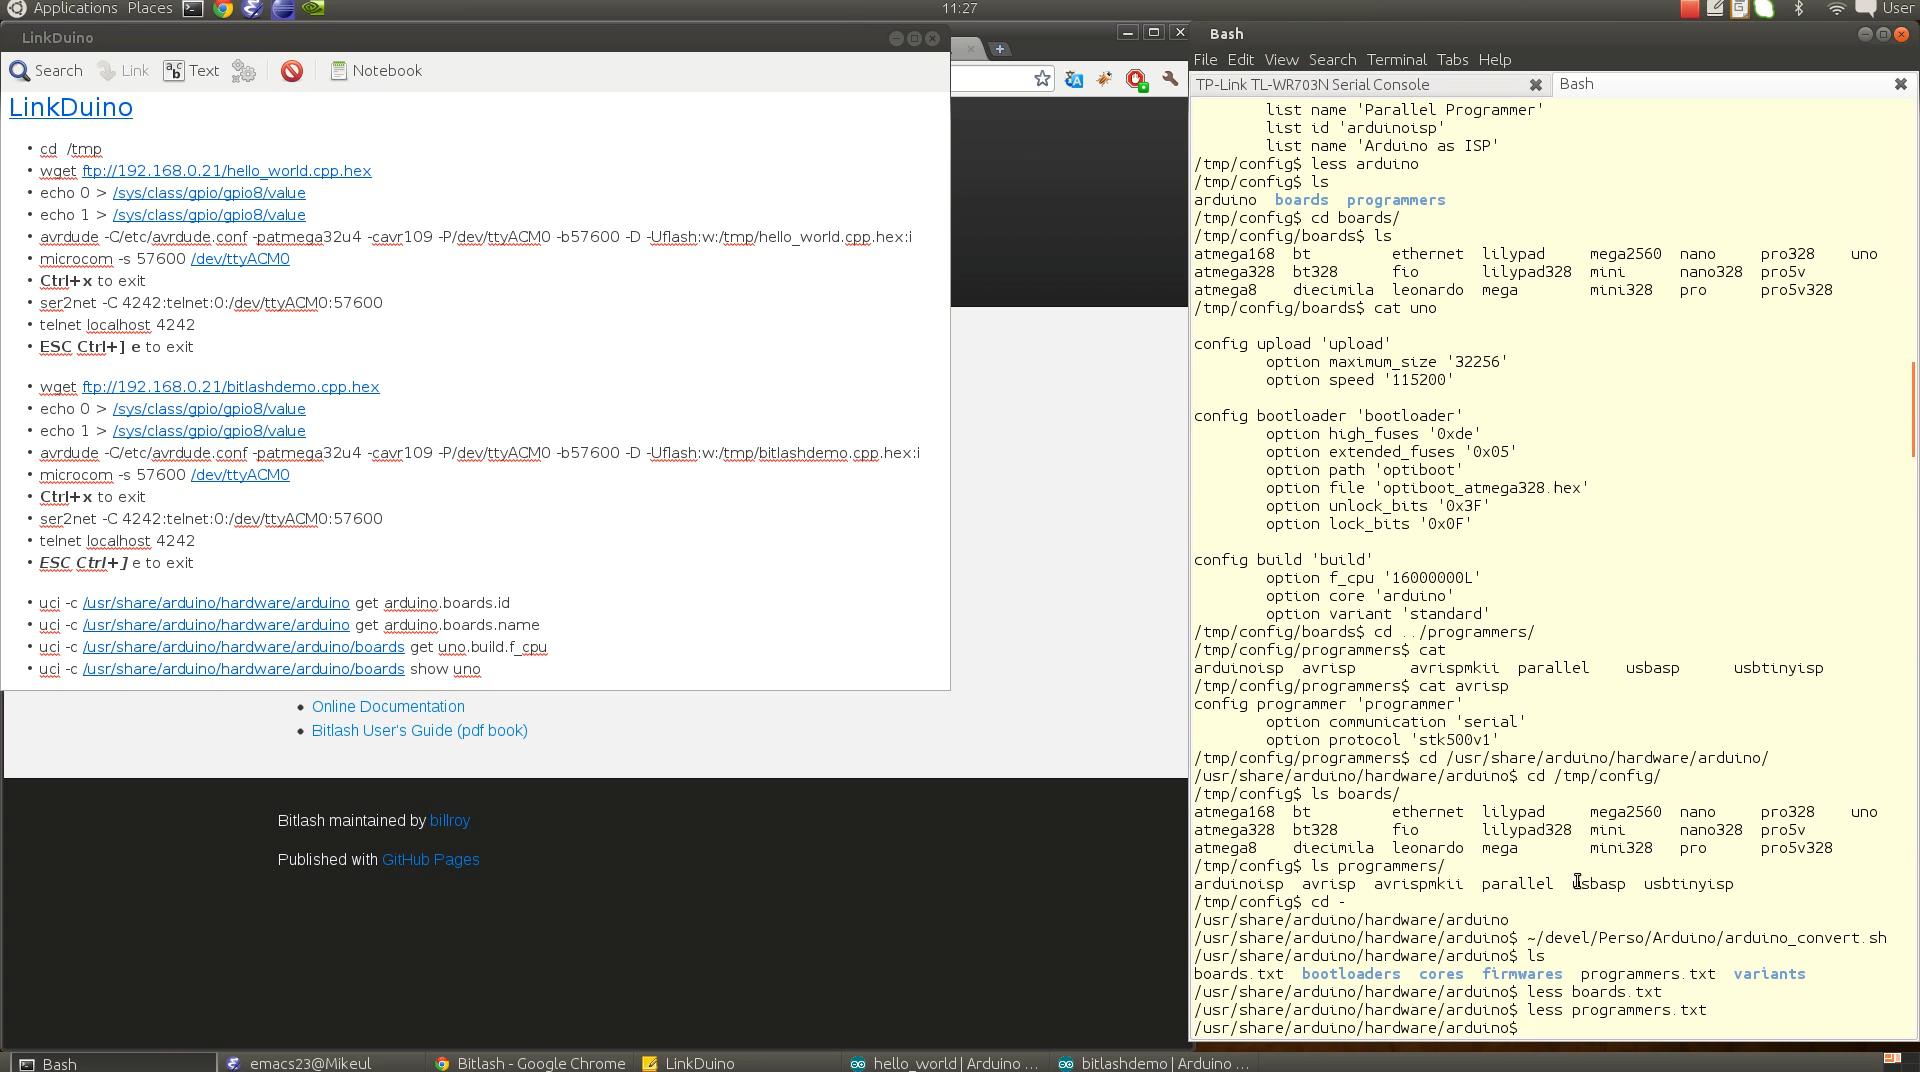 Applications Places
11:27
User
LinkDuino
Search Link Text Notebook
LinkDuino
• cd /tmp
• wget ftp://192.168.0.21/hello_world.cpp.hex
• echo 0 > /sys/class/gpio/gpio8/value
• echo 1 > /sys/class/gpio/gpio8/value
• avrdude -C/etc/avrdude.conf -patmega32u4 -cavr109 -P/dev/ttyACM0 -b57600 -D -Uflash:w:/tmp/hello_world.cpp.hex:i
• microcom -s 57600 /dev/ttyACM0
• Ctrl+x to exit
• ser2net -C 4242:telnet:0:/dev/ttyACM0:57600
• telnet localhost 4242
• ESC Ctrl+] e to exit
• wget ftp://192.168.0.21/bitlashdemo.cpp.hex
• echo 0 > /sys/class/gpio/gpio8/value
• echo 1 > /sys/class/gpio/gpio8/value
• avrdude -C/etc/avrdude.conf -patmega32u4 -cavr109 -P/dev/ttyACM0 -b57600 -D -Uflash:w:/tmp/bitlashdemo.cpp.hex:i
• microcom -s 57600 /dev/ttyACM0
• Ctrl+x to exit
• ser2net -C 4242:telnet:0:/dev/ttyACM0:57600
• telnet localhost 4242
• ESC Ctrl+] e to exit
• uci -c /usr/share/arduino/hardware/arduino get arduino.boards.id
• uci -c /usr/share/arduino/hardware/arduino get arduino.boards.name
• uci -c /usr/share/arduino/hardware/arduino/boards get uno.build.f_cpu
• uci -c /usr/share/arduino/hardware/arduino/boards show uno
• Online Documentation
• Bitlash User's Guide (pdf book)
Bitlash maintained by billroy
Published with GitHub Pages
Bash
File Edit View Search Terminal Tabs Help
TP-Link TL-WR703N Serial Console
Bash
list name 'Parallel Programmer'
list id 'arduinoisp'
list name 'Arduino as ISP'
/tmp/config$ less arduino
/tmp/config$ ls
arduino boards programmers
/tmp/config$ cd boards/
/tmp/config/boards$ ls
atmega168 bt ethernet lilypad mega2560 nano pro328 uno
atmega328 bt328 fio lilypad328 mini nano328 pro5v
atmega8 diecimila leonardo mega mini328 pro pro5v328
/tmp/config/boards$ cat uno
config upload 'upload'
option maximum_size '32256'
option speed '115200'
config bootloader 'bootloader'
option high_fuses '0xde'
option extended_fuses '0x05'
option path 'optiboot'
option file 'optiboot_atmega328.hex'
option unlock_bits '0x3F'
option lock_bits '0x0F'
config build 'build'
option f_cpu '16000000L'
option core 'arduino'
option variant 'standard'
/tmp/config/boards$ cd ../programmers/
/tmp/config/programmers$ cat
arduinoisp avrisp avrispmkii parallel usbasp usbtinyisp
/tmp/config/programmers$ cat avrisp
config programmer 'programmer'
option communication 'serial'
option protocol 'stk500v1'
/tmp/config/programmers$ cd /usr/share/arduino/hardware/arduino/
/usr/share/arduino/hardware/arduino$ cd /tmp/config/
/tmp/config$ ls boards/
atmega168 bt ethernet lilypad mega2560 nano pro328 uno
atmega328 bt328 fio lilypad328 mini nano328 pro5v
atmega8 diecimila leonardo mega mini328 pro pro5v328
/tmp/config$ ls programmers/
arduinoisp avrisp avrispmkii parallel usbasp usbtinyisp
/tmp/config$ cd -
/usr/share/arduino/hardware/arduino
/usr/share/arduino/hardware/arduino$ ~/devel/Perso/Arduino/arduino_convert.sh
/usr/share/arduino/hardware/arduino$ ls
boards.txt bootloaders cores firmwares programmers.txt variants
/usr/share/arduino/hardware/arduino$ less boards.txt
/usr/share/arduino/hardware/arduino$ less programmers.txt
/usr/share/arduino/hardware/arduino$
Bash
emacs23@Mikeul
Bitlash - Google Chrome
LinkDuino
hello_world | Arduino ...
bitlashdemo | Arduino ...